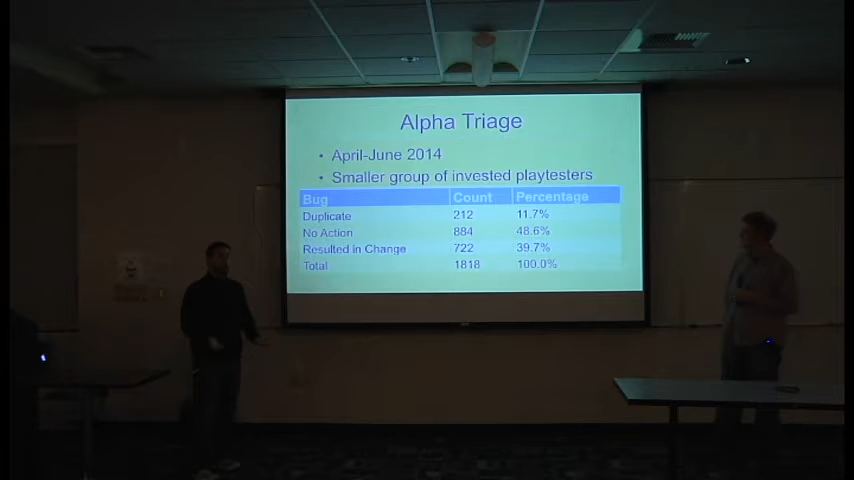 Alpha Triage
• April-June 2014
• Smaller group of invested playtesters
Bug Count Percentage
Duplicate 212 11.7%
No Action 884 48.6%
Resulted in Change 722 39.7%
Total 1818 100.0%